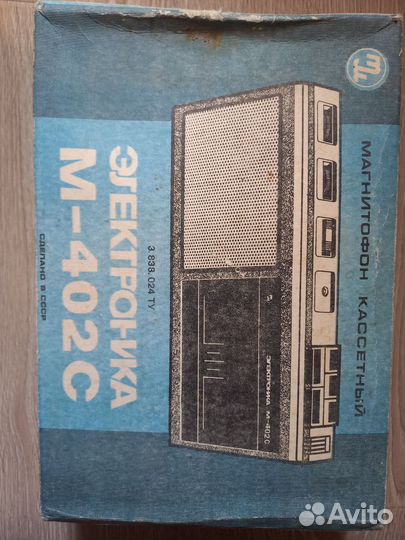 МАГНИТОФОН КАССЕТНЫЙ
ЭЛЕКТРОНИКА М-402С
3.838.024 ТУ
ЭЛЕКТРОНИКА
М-402С
СДЕЛАНО В СССР
Avito